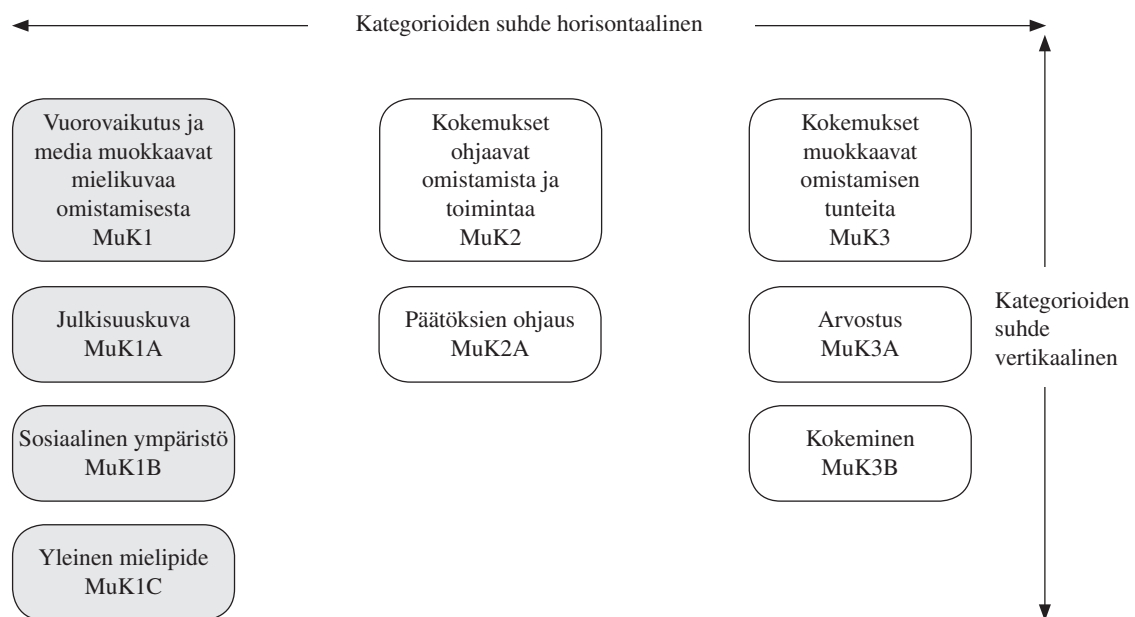 Kategorioiden suhde horisontaalinen
Vuorovaikutus ja
media muokkaavat
mielikuvaa
omistamisesta
MuK1
Kokemukset
ohjaavat
omistamista ja
toimintaa
MuK2
Kokemukset
muokkaavat
omistamisen
tunteita
MuK3
Julkisuuskuva
MuK1A
Päätöksien ohjaus
MuK2A
Arvostus
MuK3A
Kategorioiden
suhde
vertikaalinen
Sosiaalinen ympäristö
MuK1B
Kokeminen
MuK3B
Yleinen mielipide
MuK1C